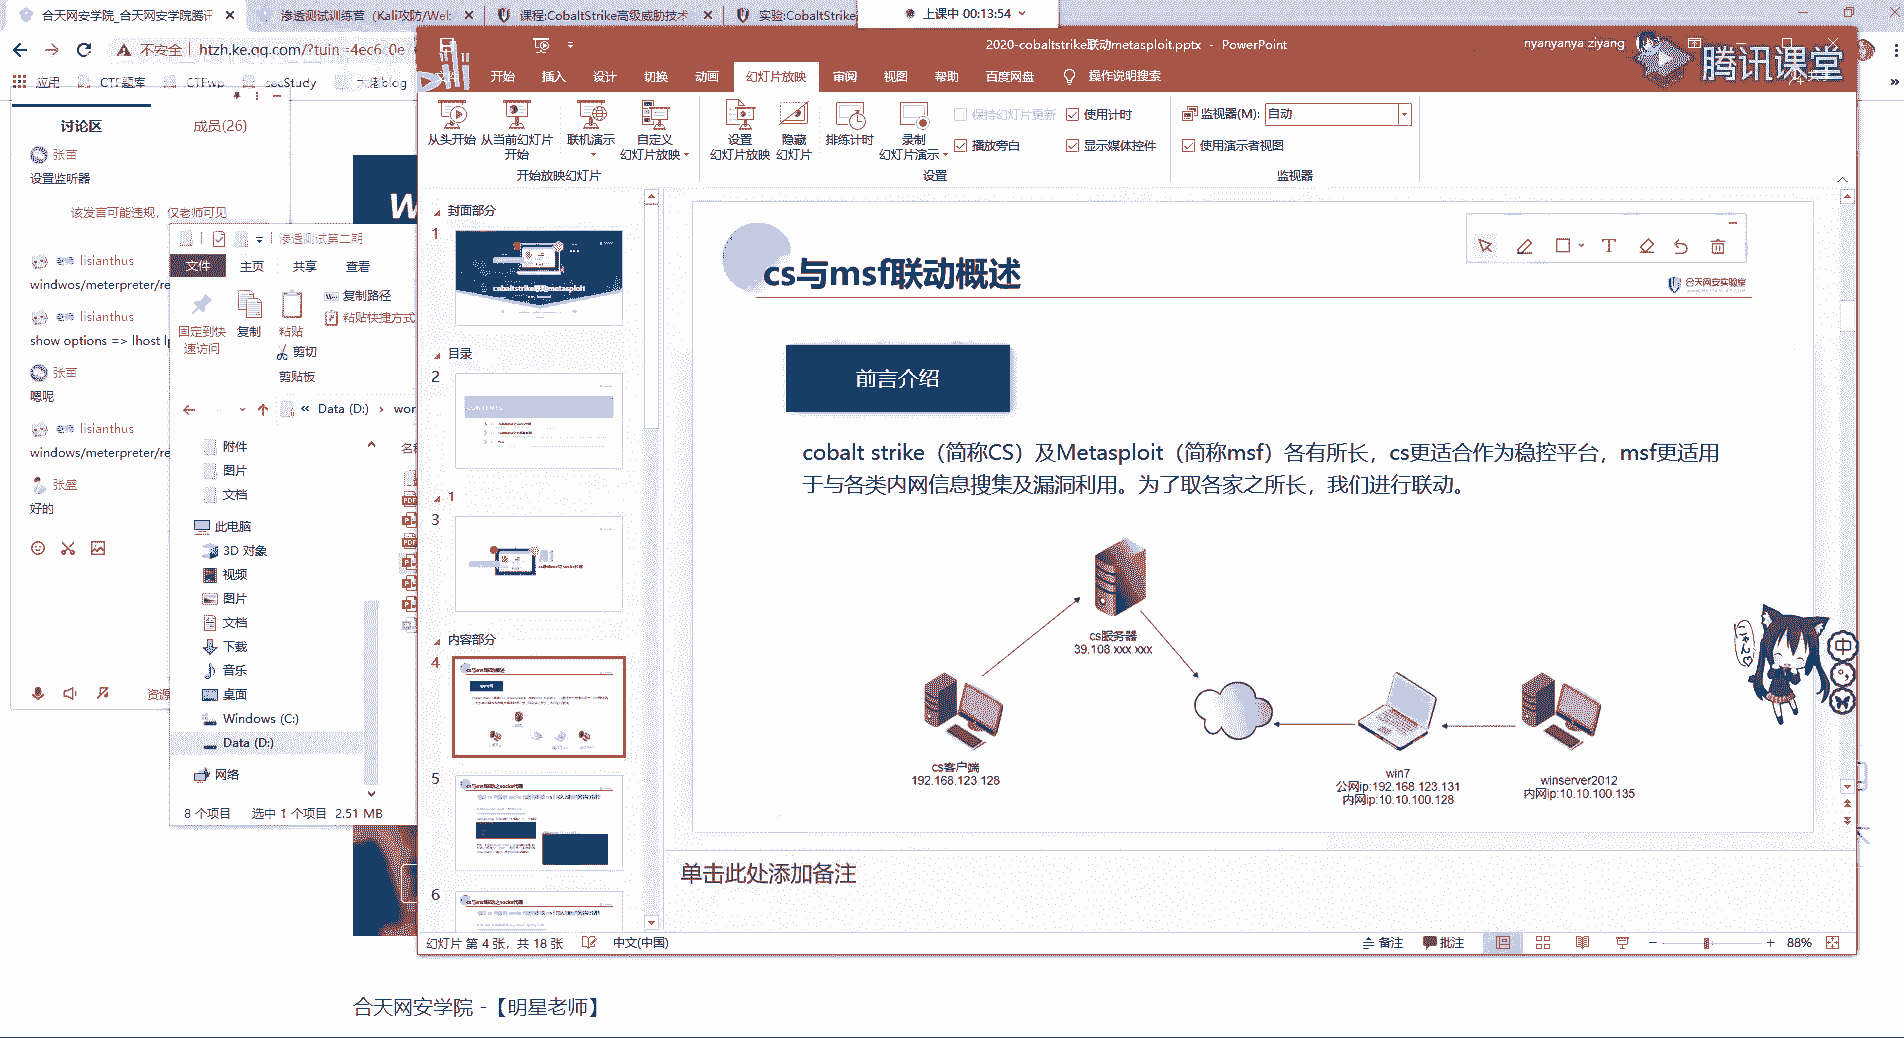 合天网安学院_合天网安学院腾讯
渗透测试训练营（Kali攻防/Web
课程:CobaltStrike高级威胁技术
实验:CobaltStrike
上课中 00:13:54
不安全
htzh.ke.qq.com/?tuin=4ec6
应用
CTF题库
CTFwp
secStudy
大佬blog
讨论区
成员(26)
张苗
设置监听器
该发言可能违规，仅老师可见
lisianthus
windwos/meterpreter/re
lisianthus
show options => lhost l
张苗
嗯呢
lisianthus
windows/meterpreter/re
张盛
好的
资源
渗透测试第二期
文件
主页
共享
查看
固定到快
速访问
复制
粘贴
复制路径
粘贴快捷方式
剪切
剪贴板
« Data (D:) › wor
附件
图片
文档
此电脑
3D 对象
视频
图片
文档
下载
音乐
桌面
Windows (C:)
Data (D:)
网络
8 个项目
选中 1 个项目 2.51 MB
2020-cobaltstrike联动metasploit.pptx - PowerPoint
nyanyanya ziyang
腾讯课堂
文件
开始
插入
设计
切换
动画
幻灯片放映
审阅
视图
帮助
百度网盘
操作说明搜索
从头开始
从当前幻灯片
开始
联机演示
自定义
幻灯片放映
开始放映幻灯片
设置
幻灯片放映
隐藏
幻灯片
排练计时
录制
幻灯片演示
保持幻灯片更新
使用计时
播放旁白
显示媒体控件
设置
监视器(M):
自动
使用演示者视图
监视器
封面部分
1
cobaltstrike联动metasploit
目录
2
1
3
内容部分
4
5
6
cs与msf联动概述
合天网安实验室
前言介绍
cobalt strike（简称CS）及Metasploit（简称msf）各有所长，cs更适合作为稳控平台，msf更适用
于与各类内网信息搜集及漏洞利用。为了取各家之所长，我们进行联动。
cs服务器
39.108.xxx.xxx
cs客户端
192.168.123.128
win7
公网ip:192.168.123.131
内网ip:10.10.100.128
winserver2012
内网ip:10.10.100.135
中
单击此处添加备注
幻灯片 第 4 张，共 18 张
中文(中国)
备注
批注
88%
合天网安学院 -【明星老师】